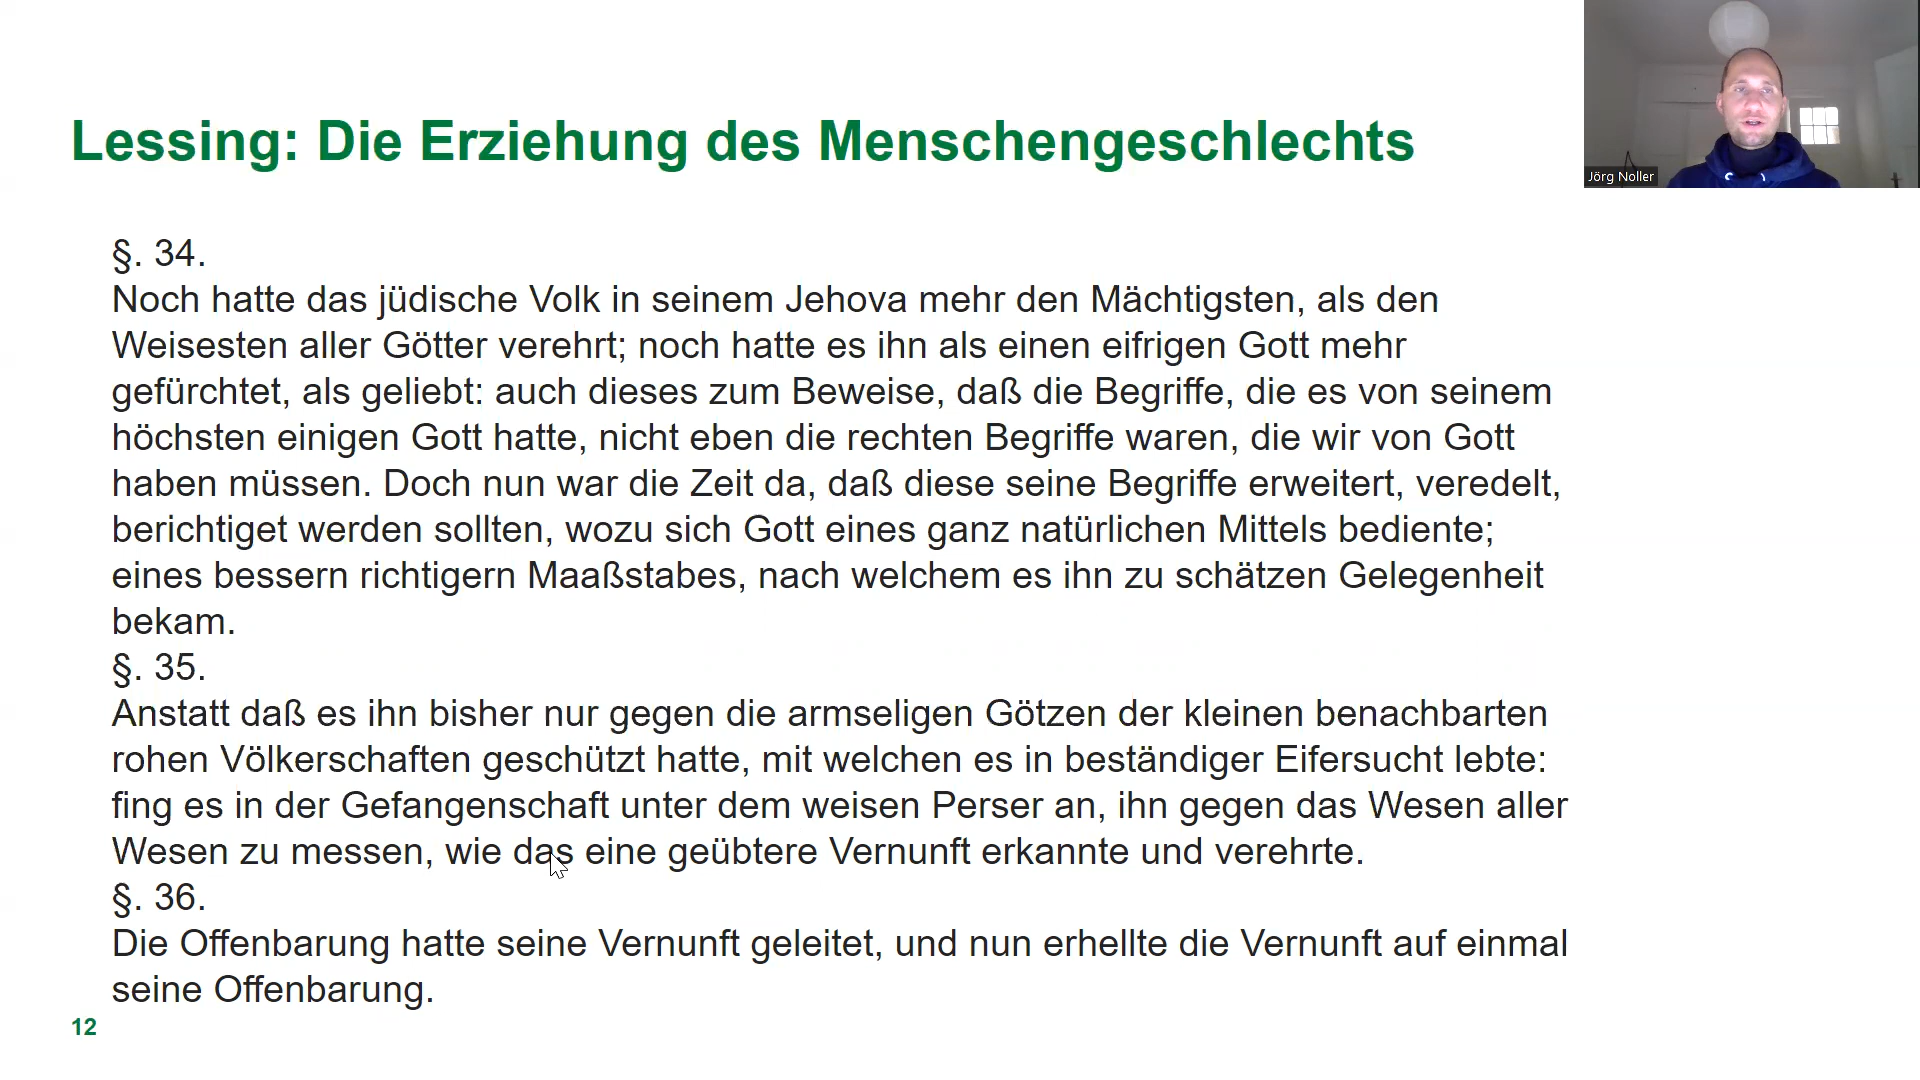 Lessing: Die Erziehung des Menschengeschlechts
Jörg Noller
§. 34.
Noch hatte das jüdische Volk in seinem Jehova mehr den Mächtigsten, als den
Weisesten aller Götter verehrt; noch hatte es ihn als einen eifrigen Gott mehr
gefürchtet, als geliebt: auch dieses zum Beweise, daß die Begriffe, die es von seinem
höchsten einigen Gott hatte, nicht eben die rechten Begriffe waren, die wir von Gott
haben müssen. Doch nun war die Zeit da, daß diese seine Begriffe erweitert, veredelt,
berichtiget werden sollten, wozu sich Gott eines ganz natürlichen Mittels bediente;
eines bessern richtigern Maaßstabes, nach welchem es ihn zu schätzen Gelegenheit
bekam.
§. 35.
Anstatt daß es ihn bisher nur gegen die armseligen Götzen der kleinen benachbarten
rohen Völkerschaften geschützt hatte, mit welchen es in beständiger Eifersucht lebte:
fing es in der Gefangenschaft unter dem weisen Perser an, ihn gegen das Wesen aller
Wesen zu messen, wie das eine geübtere Vernunft erkannte und verehrte.
§. 36.
Die Offenbarung hatte seine Vernunft geleitet, und nun erhellte die Vernunft auf einmal
seine Offenbarung.
12